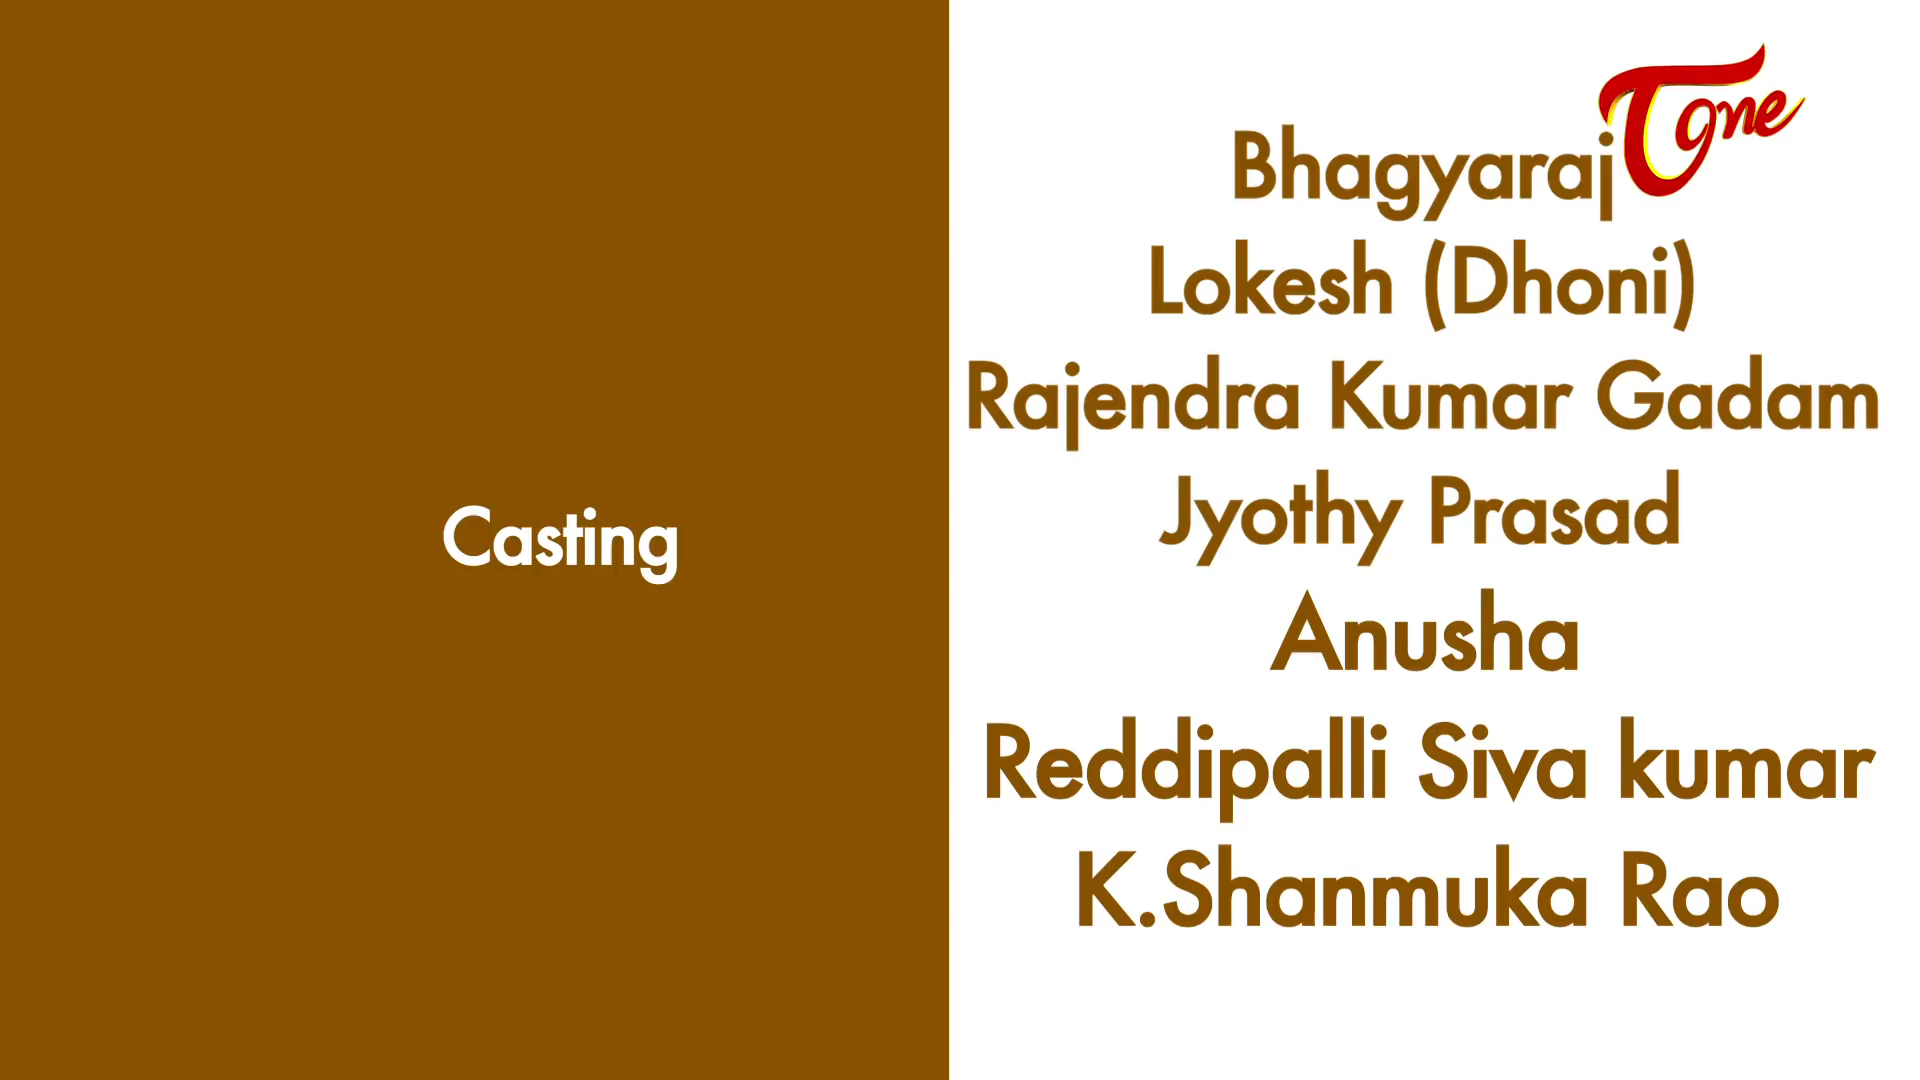 Casting
Tone
Bhagyaraj
Lokesh (Dhoni)
Rajendra Kumar Gadam
Jyothy Prasad
Anusha
Reddipalli Siva kumar
K.Shanmuka Rao